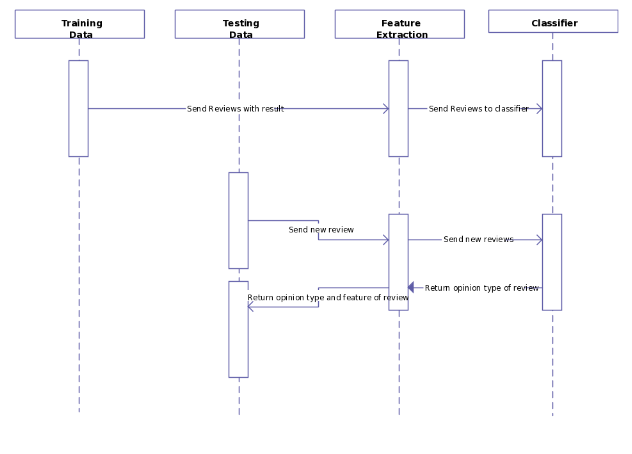 Training
Data
Testing
Data
Feature
Extraction
Classifier
Send Reviews with result
Send Reviews to classifier
Send new review
Send new reviews
Return opinion type of review
Return opinion type and feature of review